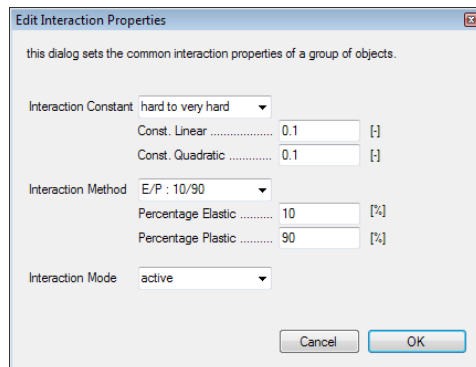 Edit Interaction Properties
this dialog sets the common interaction properties of a group of objects.
Interaction Constant hard to very hard
Const. Linear ................... 0.1 [-]
Const. Quadratic ............. 0.1 [-]
Interaction Method E/P : 10/90
Percentage Elastic .......... 10 [%]
Percentage Plastic .......... 90 [%]
Interaction Mode active
Cancel OK